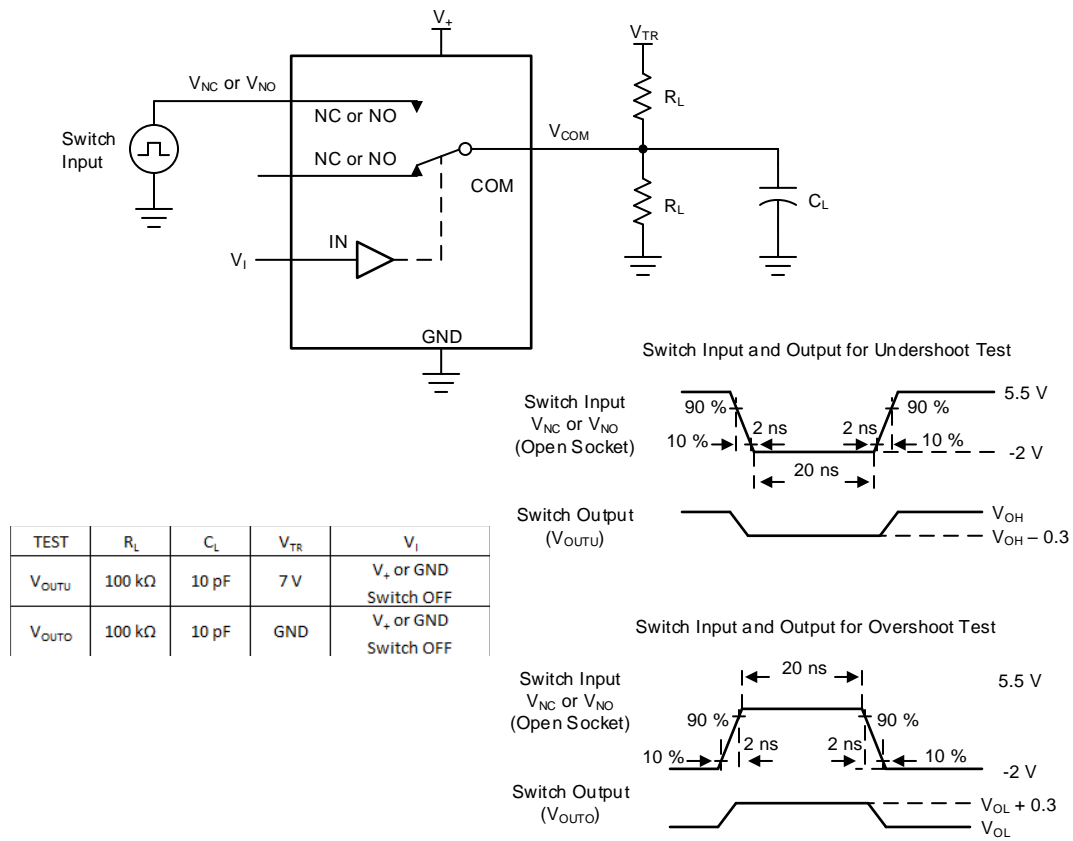 V+
VTR
VNC or VNO
NC or NO
RL
Switch
Input
VCOM
NC or NO
COM
RL
CL
IN
VI
GND
Switch Input and Output for Undershoot Test
Switch Input
VNC or VNO
(Open Socket)
5.5 V
90 %
90 %
2 ns
2 ns
10 %
10 %
-2 V
20 ns
Switch Output
(VOUTU)
VOH
VOH – 0.3
TEST RL CL VTR VI
VOUTU 100 kΩ 10 pF 7 V V+ or GND
Switch OFF
VOUTO 100 kΩ 10 pF GND V+ or GND
Switch OFF
Switch Input and Output for Overshoot Test
Switch Input
VNC or VNO
(Open Socket)
20 ns
5.5 V
90 %
90 %
2 ns
2 ns
10 %
10 %
-2 V
Switch Output
(VOUTO)
VOL + 0.3
VOL